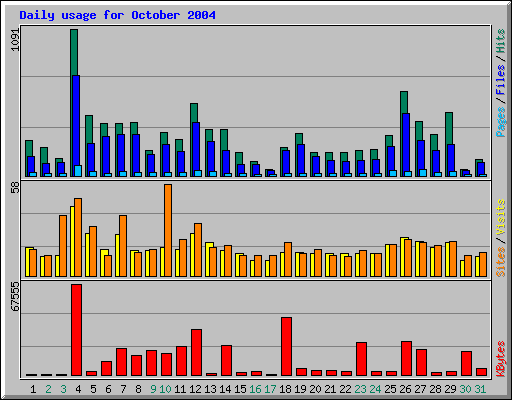 Daily usage for October 2004
1091
Pages / Files / Hits
58
Sites / Visits
67555
KBytes
1 2 3 4 5 6 7 8 9 10 11 12 13 14 15 16 17 18 19 20 21 22 23 24 25 26 27 28 29 30 31